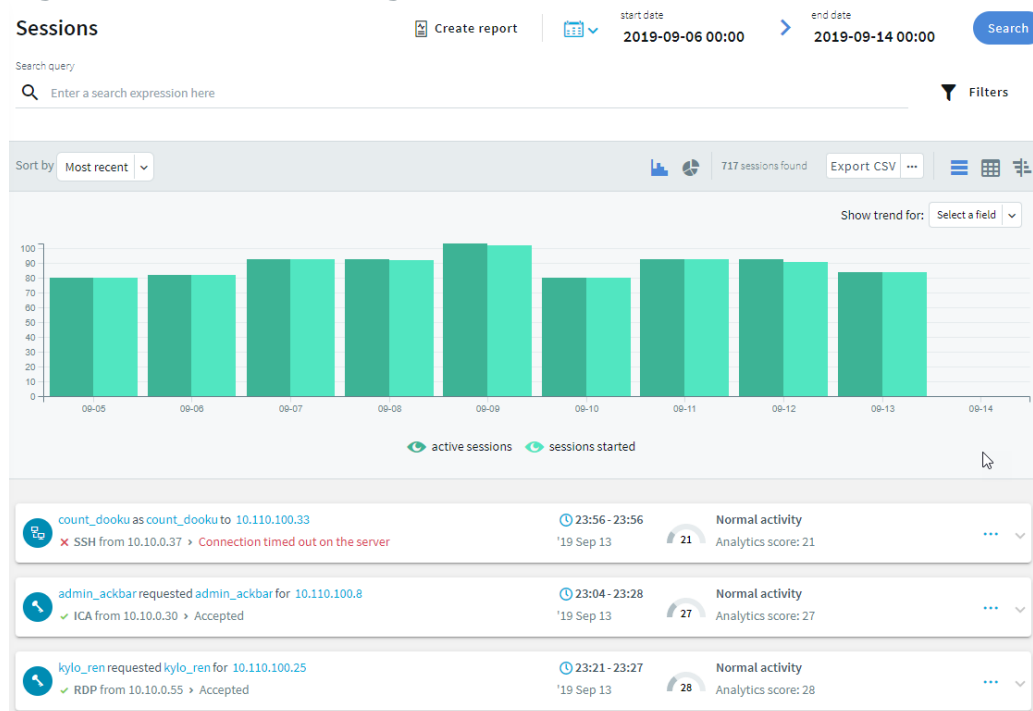 Sessions
Create report
start date
2019-09-06 00:00
end date
2019-09-14 00:00
Search
Search query
Enter a search expression here
Filters
Sort by
Most recent
717 sessions found
Export CSV
Show trend for:
Select a field
100
90
80
70
60
50
40
30
20
10
0
09-05
09-06
09-07
09-08
09-09
09-10
09-11
09-12
09-13
09-14
active sessions
sessions started
count_dooku as count_dooku to 10.110.100.33
SSH from 10.10.0.37 > Connection timed out on the server
23:56 - 23:56
'19 Sep 13
21
Normal activity
Analytics score: 21
admin_ackbar requested admin_ackbar for 10.110.100.8
ICA from 10.10.0.30 > Accepted
23:04 - 23:28
'19 Sep 13
27
Normal activity
Analytics score: 27
kylo_ren requested kylo_ren for 10.110.100.25
RDP from 10.10.0.55 > Accepted
23:21 - 23:27
'19 Sep 13
28
Normal activity
Analytics score: 28